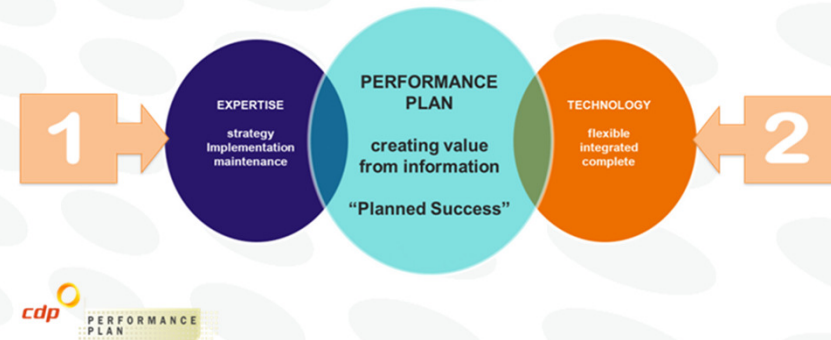 1
EXPERTISE
strategy
Implementation
maintenance
PERFORMANCE
PLAN
creating value
from information
“Planned Success”
TECHNOLOGY
flexible
integrated
complete
2
cdp
PERFORMANCE
PLAN